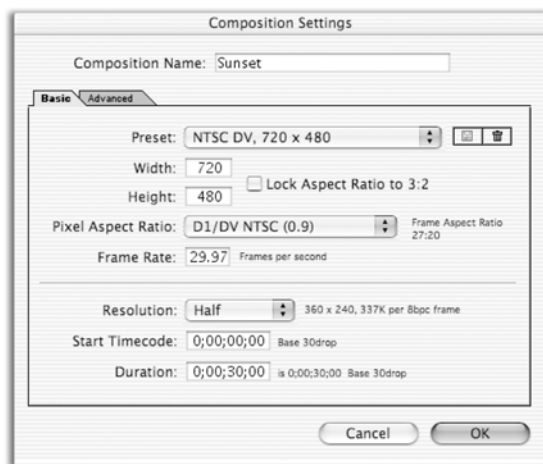 Composition Settings
Composition Name: Sunset
Basic Advanced
Preset: NTSC DV, 720 x 480
Width: 720
Lock Aspect Ratio to 3:2
Height: 480
Pixel Aspect Ratio: D1/DV NTSC (0.9) Frame Aspect Ratio
27:20
Frame Rate: 29.97 Frames per second
Resolution: Half 360 x 240, 337K per 8bpc frame
Start Timecode: 0;00;00;00 Base 30drop
Duration: 0;00;30;00 is 0;00;30;00 Base 30drop
Cancel OK